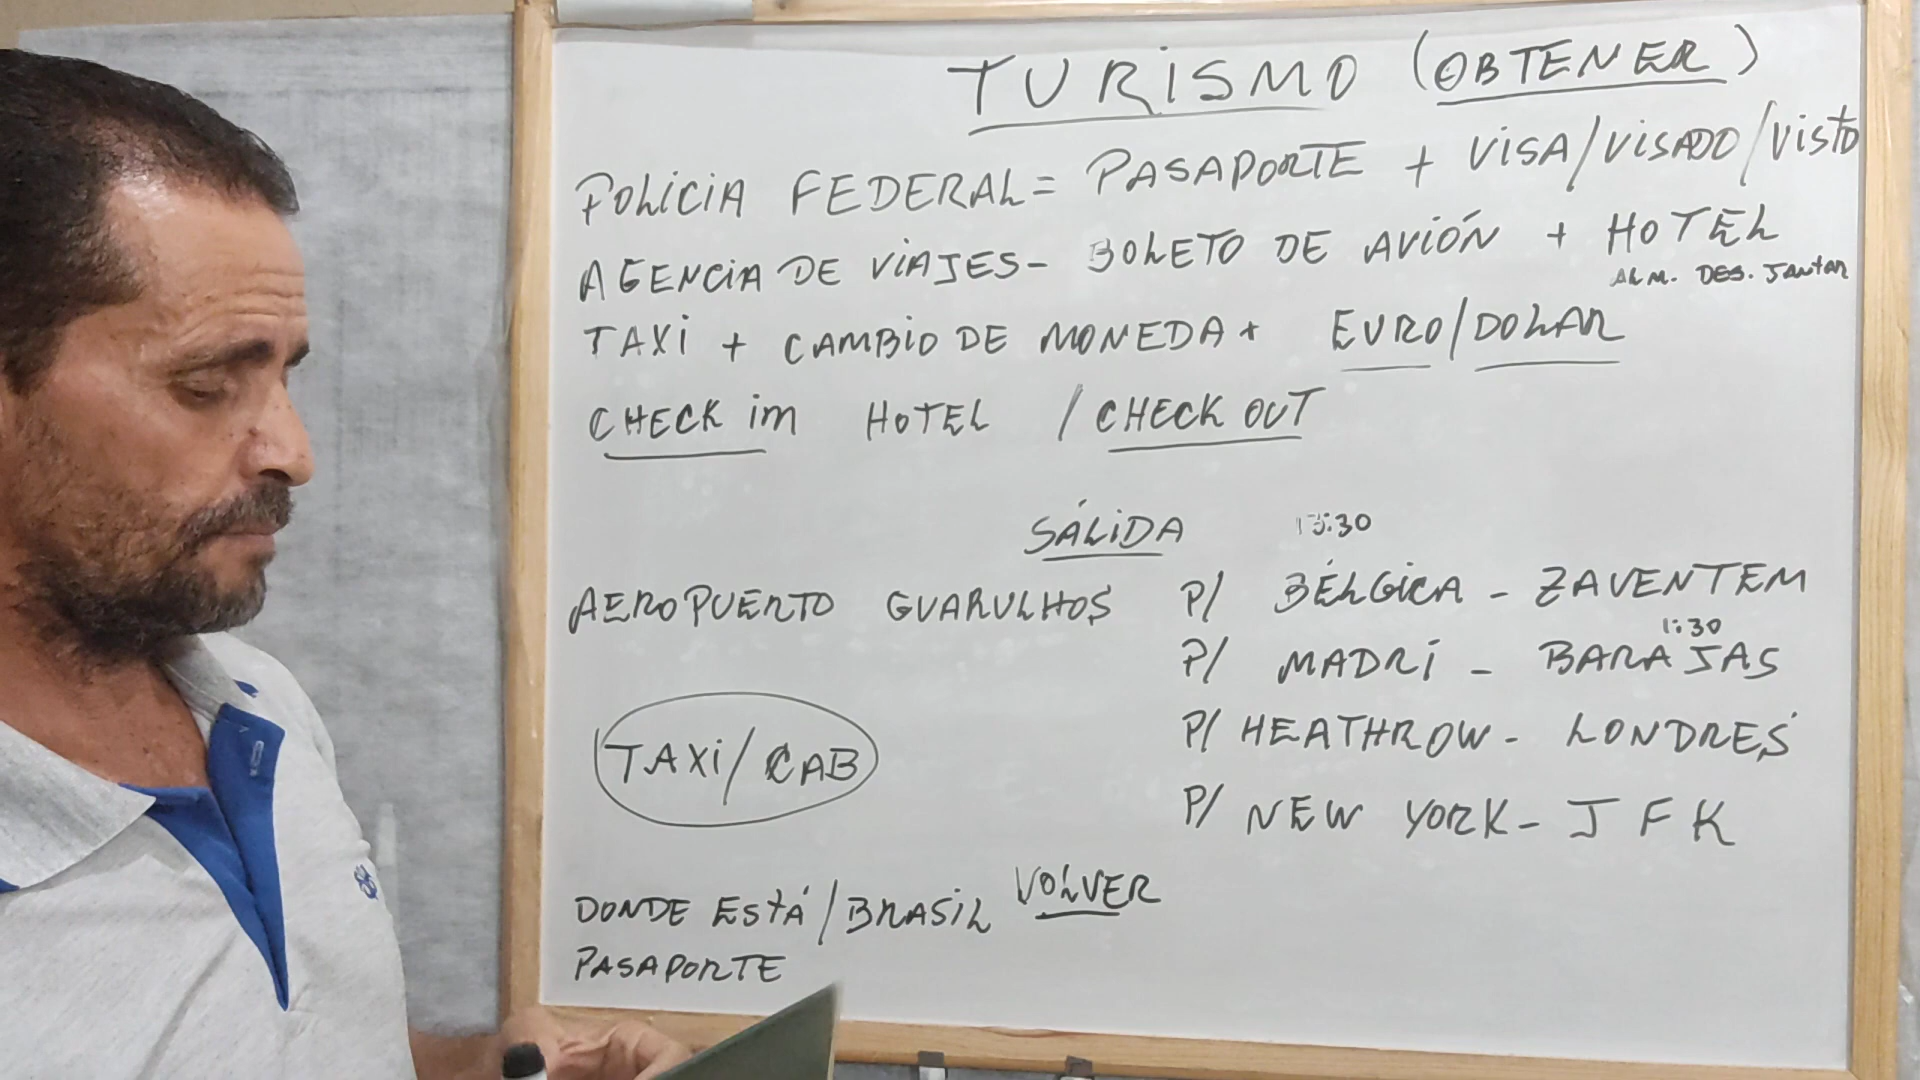 TURISMO (OBTENER)
POLICIA FEDERAL = PASAPORTE + VISA/VISADO/VISTO
AGENCIA DE VIAJES - BOLETO DE AVIÓN + HOTEL
ALM. DES. JANTAR
TAXI + CAMBIO DE MONEDA + EURO/DOLAR
CHECK im HOTEL / CHECK OUT
SÁLIDA 13:30
AEROPUERTO GUARULHOS P/ BÉLGICA - ZAVENTEM
1:30
P/ MADRI - BARAJAS
P/ HEATHROW - LONDRES
TAXI/CAB
P/ NEW YORK - JFK
DONDE ESTÁ / BRASIL VOLVER
PASAPORTE